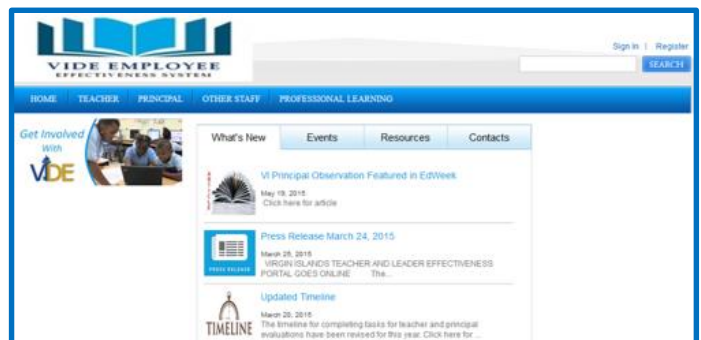 VIDE EMPLOYEE
EFFECTIVENESS SYSTEM
Sign In | Register
SEARCH
HOME TEACHER PRINCIPAL OTHER STAFF PROFESSIONAL LEARNING
Get Involved
With
VIDE
What's New Events Resources Contacts
ARTICLE
VI Principal Observation Featured in EdWeek
May 19, 2015
Click here for article
PRESS RELEASE
Press Release March 24, 2015
March 25, 2015
VIRGIN ISLANDS TEACHER AND LEADER EFFECTIVENESS
PORTAL GOES ONLINE The...
TIMELINE
Updated Timeline
March 20, 2015
The timeline for completing tasks for teacher and principal
evaluations have been revised for this year. Click here for ...